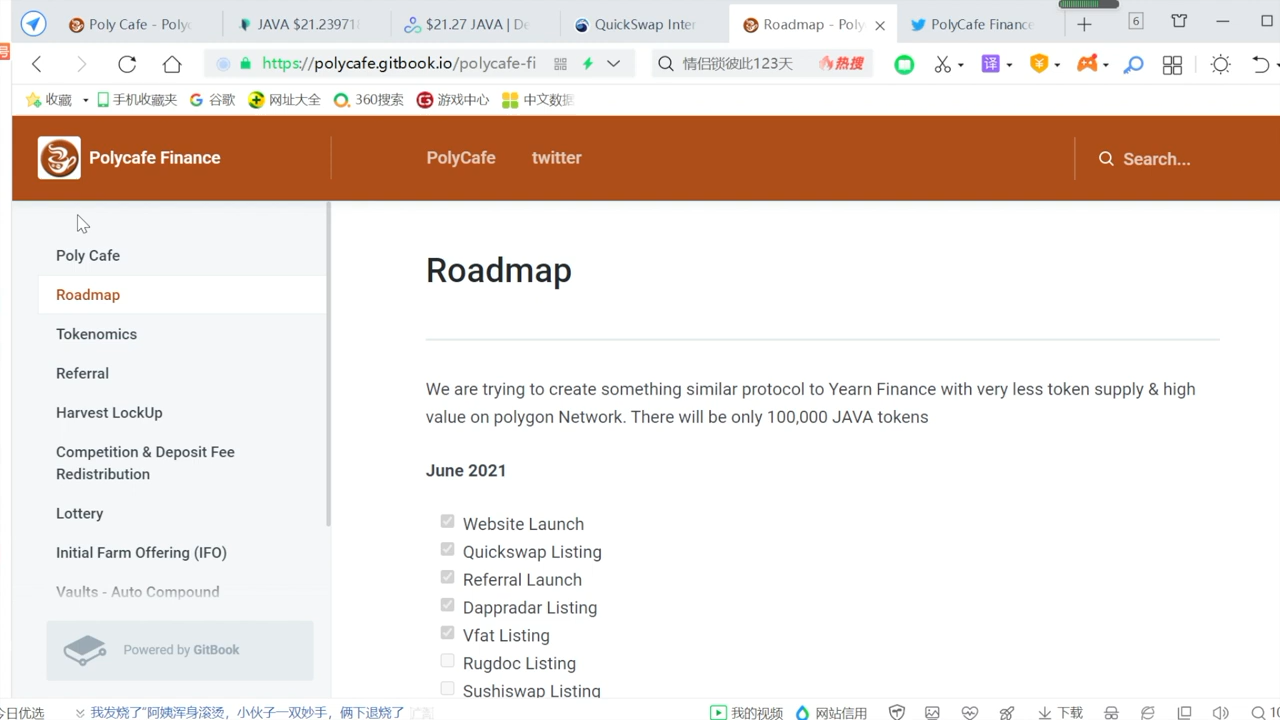 Poly Cafe - Poly
JAVA $21.23971
$21.27 JAVA | De
QuickSwap Inter
Roadmap - Poly
PolyCafe Finance
6
https://polycafe.gitbook.io/polycafe-fi
情侣锁彼此123天
热搜
译
收藏
手机收藏夹
谷歌
网址大全
360搜索
游戏中心
中文数据
Polycafe Finance
PolyCafe
twitter
Search...
Poly Cafe
Roadmap
Tokenomics
Referral
Harvest LockUp
Competition & Deposit Fee
Redistribution
Lottery
Initial Farm Offering (IFO)
Vaults - Auto Compound
Powered by GitBook
Roadmap
We are trying to create something similar protocol to Yearn Finance with very less token supply & high
value on polygon Network. There will be only 100,000 JAVA tokens
June 2021
Website Launch
Quickswap Listing
Referral Launch
Dappradar Listing
Vfat Listing
Rugdoc Listing
Sushiswap Listing
今日优选
我发烧了"阿姨浑身滚烫，小伙子一双妙手，俩下退烧了
我的视频
网站信用
下载
10